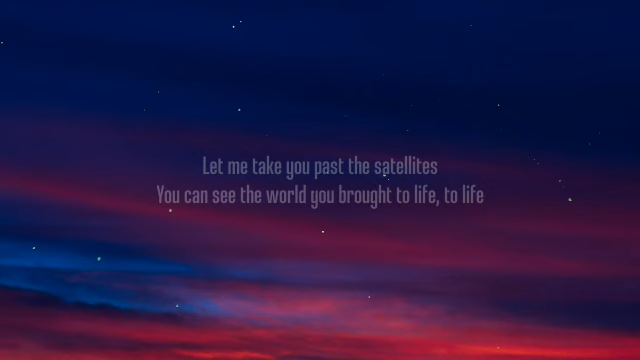 Let me take you past the satellites
You can see the world you brought to life, to life